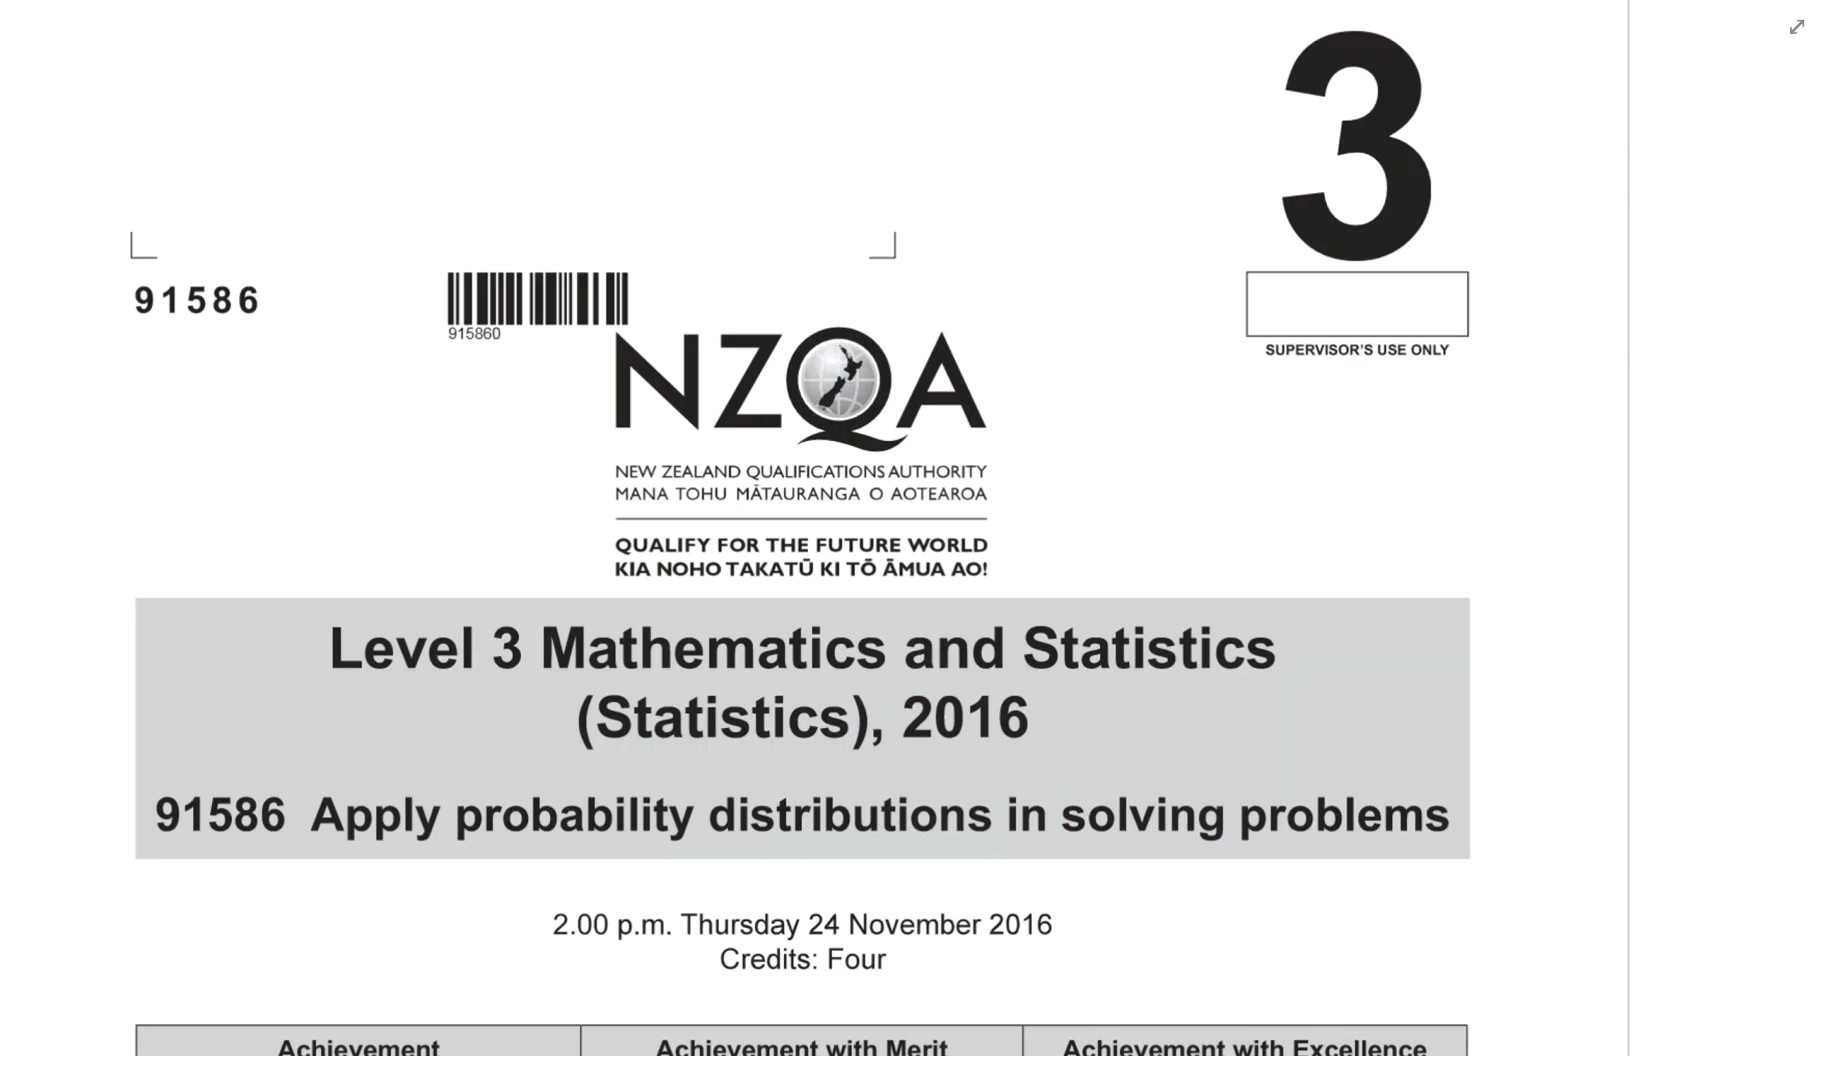 3
91586
915860
SUPERVISOR'S USE ONLY
NZQA
NEW ZEALAND QUALIFICATIONS AUTHORITY
MANA TOHU MĀTAURANGA O AOTEAROA
QUALIFY FOR THE FUTURE WORLD
KIA NOHO TAKATŪ KI TŌ ĀMUA AO!
Level 3 Mathematics and Statistics
(Statistics), 2016
91586 Apply probability distributions in solving problems
2.00 p.m. Thursday 24 November 2016
Credits: Four
Achievement Achievement with Merit Achievement with Excellence